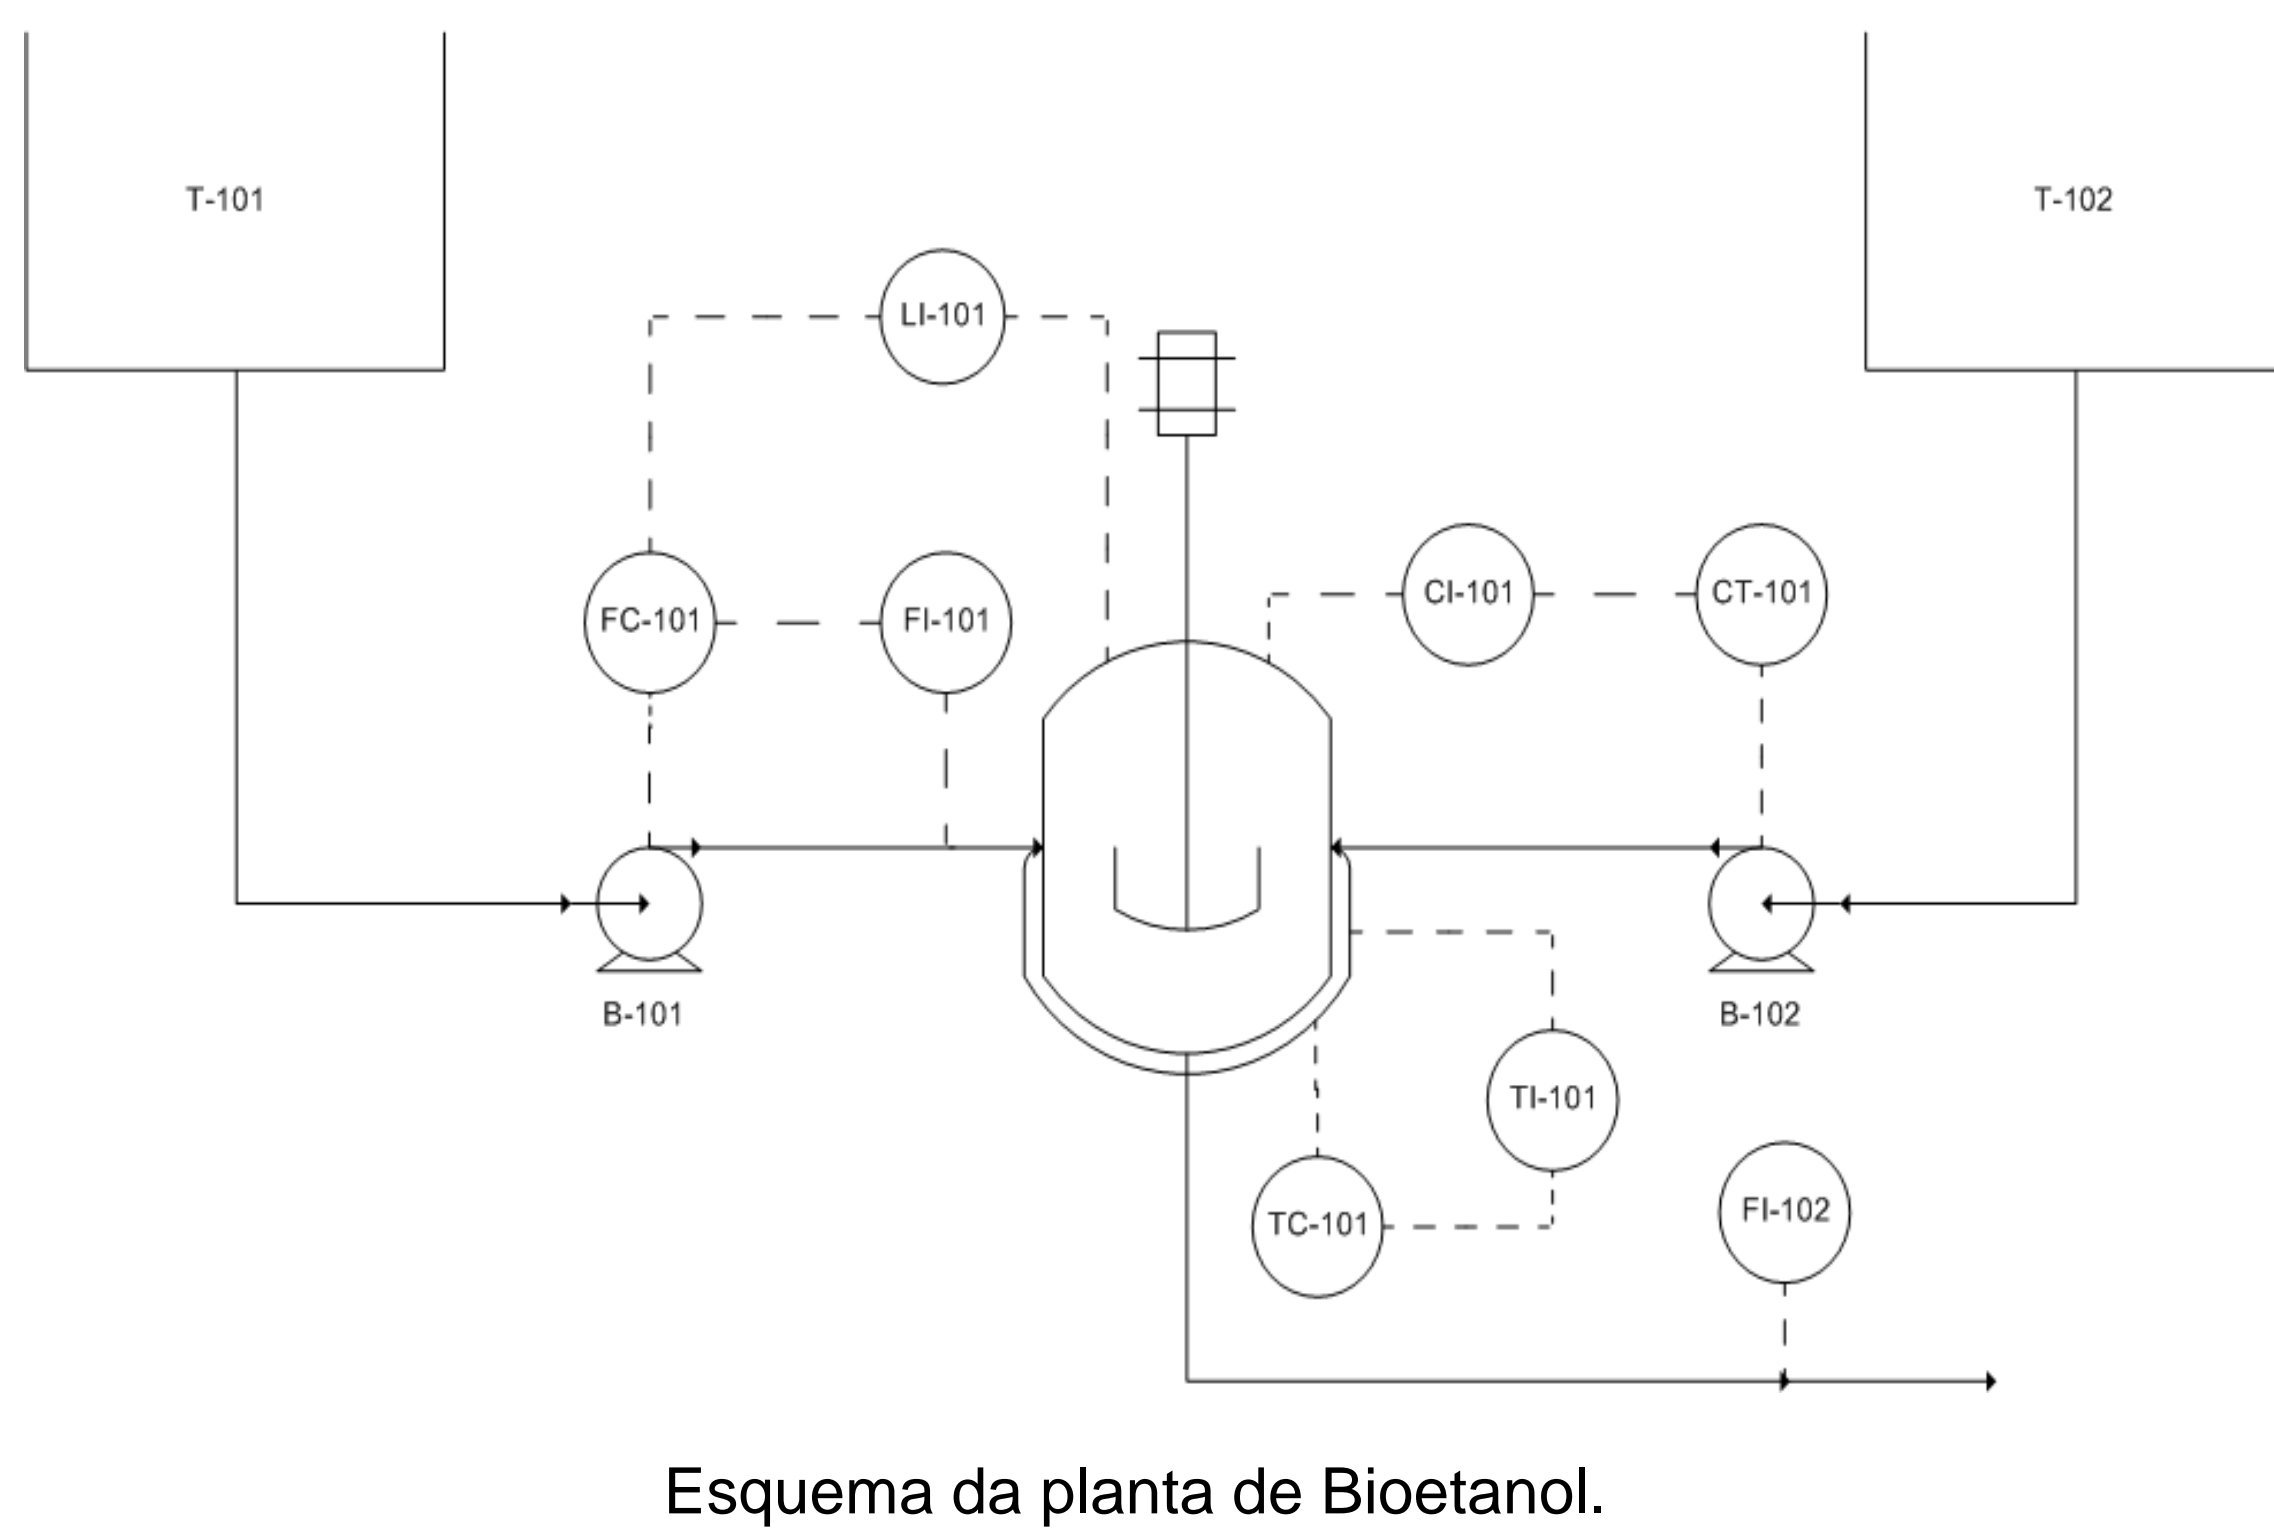 T-101
T-102
LI-101
FC-101
FI-101
CI-101
CT-101
B-101
B-102
TI-101
TC-101
FI-102
Esquema da planta de Bioetanol.